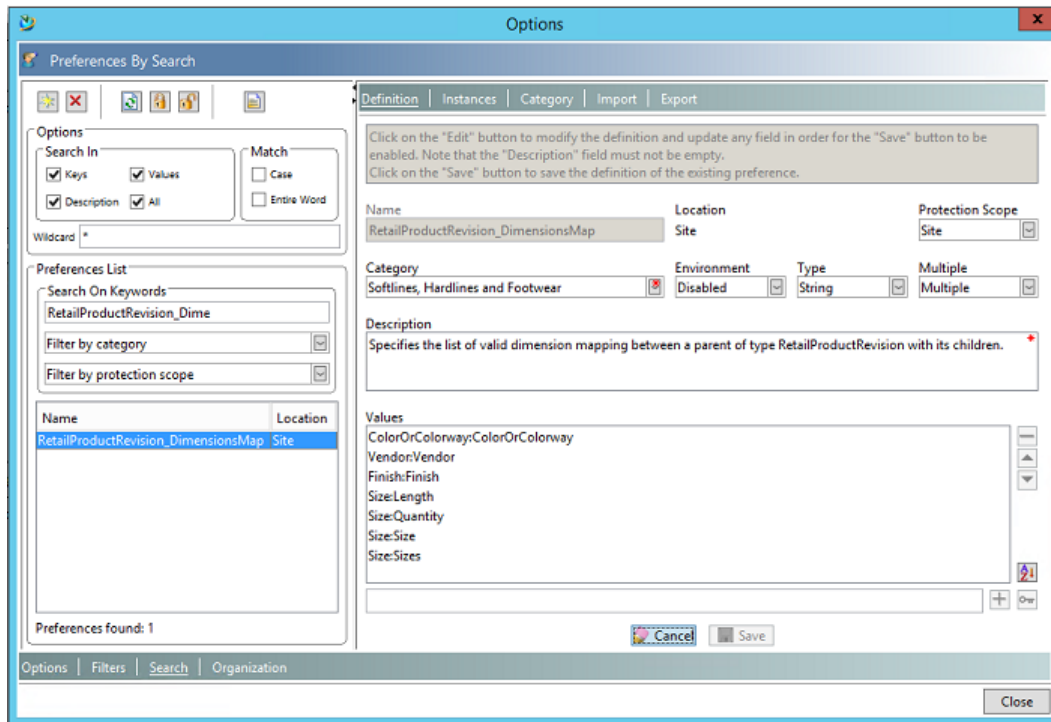 Options
x
Preferences By Search
Options
Search In
Keys
Values
Description
All
Match
Case
Entire Word
Wildcard *
Preferences List
Search On Keywords
RetailProductRevision_Dime
Filter by category
Filter by protection scope
Name Location
RetailProductRevision_DimensionsMap Site
Preferences found: 1
Definition | Instances | Category | Import | Export
Click on the "Edit" button to modify the definition and update any field in order for the "Save" button to be
enabled. Note that the "Description" field must not be empty.
Click on the "Save" button to save the definition of the existing preference.
Name Location Protection Scope
RetailProductRevision_DimensionsMap Site Site
Category Environment Type Multiple
Softlines, Hardlines and Footwear Disabled String Multiple
Description
Specifies the list of valid dimension mapping between a parent of type RetailProductRevision with its children. *
Values
ColorOrColorway:ColorOrColorway
Vendor:Vendor
Finish:Finish
Size:Length
Size:Quantity
Size:Size
Size:Sizes
Cancel Save
Options | Filters | Search | Organization
Close